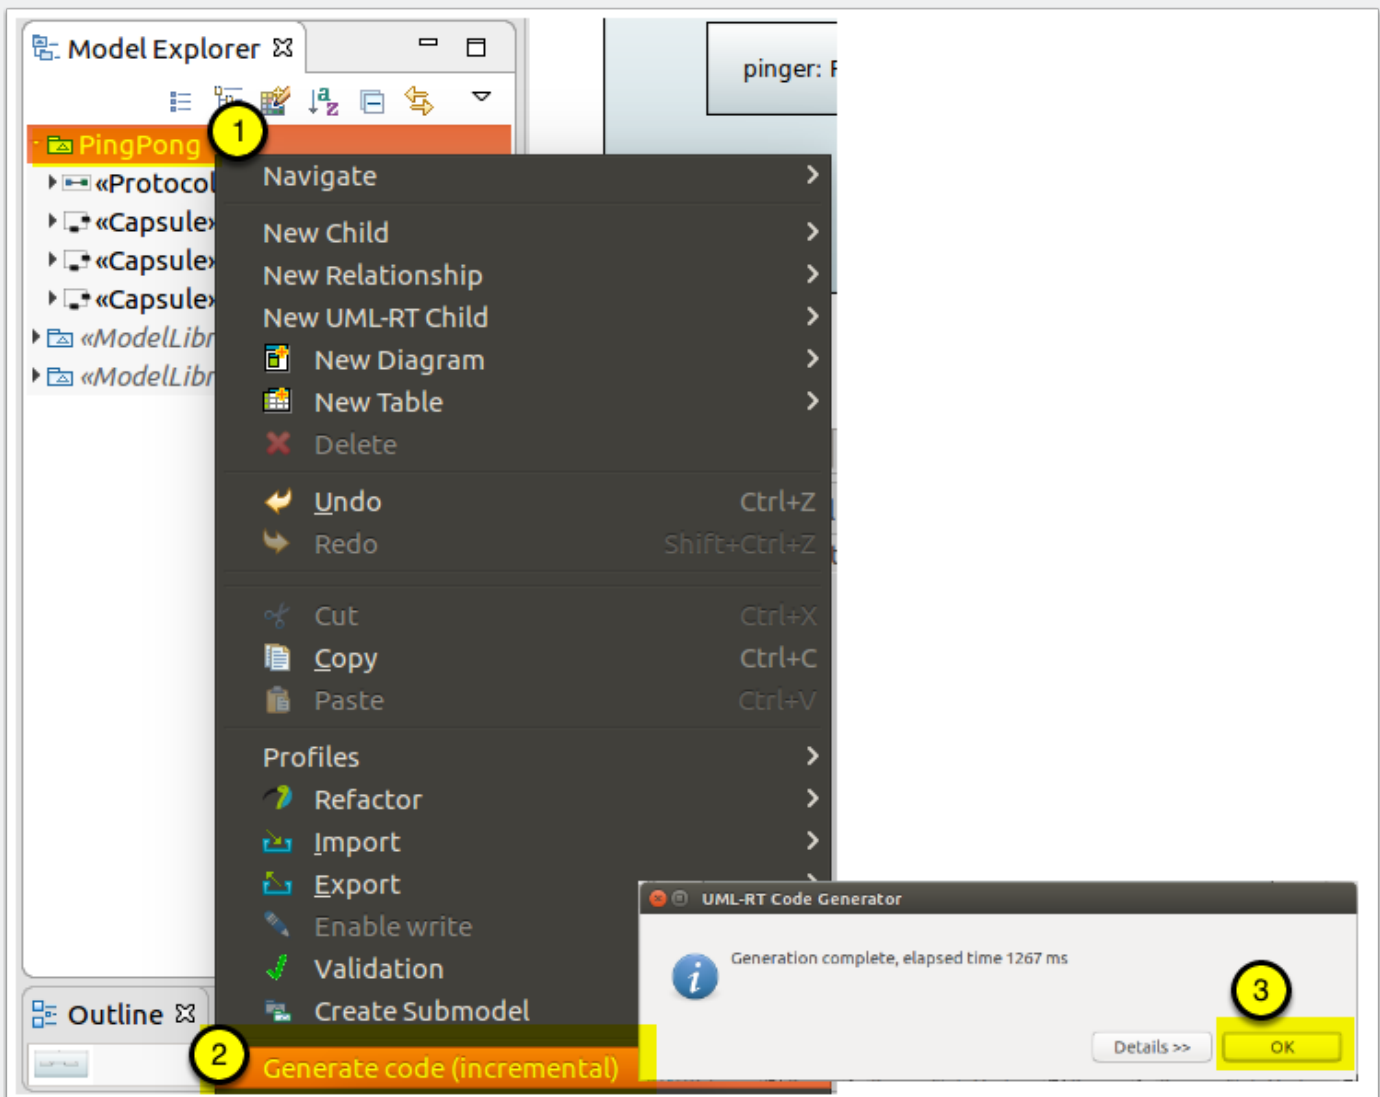 Model Explorer
pinger:
1
PingPong
«Protocol
«Capsule»
«Capsule»
«Capsule»
«ModelLibr
«ModelLibr
Navigate
New Child
New Relationship
New UML-RT Child
New Diagram
New Table
Delete
Undo Ctrl+Z
Redo Shift+Ctrl+Z
Cut Ctrl+X
Copy Ctrl+C
Paste Ctrl+V
Profiles
Refactor
Import
Export
Enable write
Validation
Create Submodel
2
Generate code (incremental)
Outline
UML-RT Code Generator
Generation complete, elapsed time 1267 ms
3
Details >>
OK